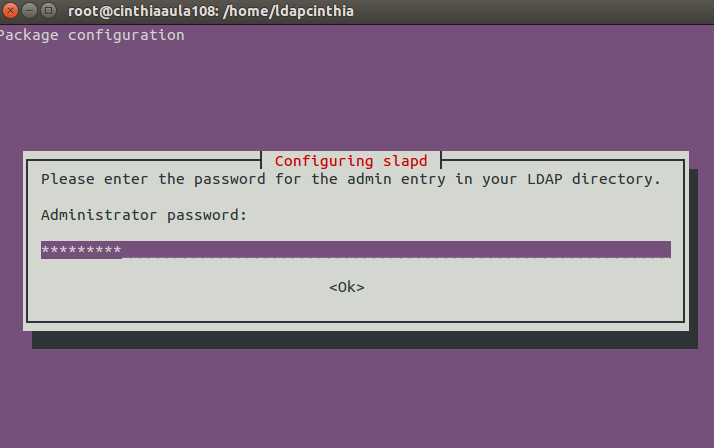 root@cinthiaaula108: /home/ldapcinthia
Package configuration
Configuring slapd
Please enter the password for the admin entry in your LDAP directory.
Administrator password:
*********
<Ok>